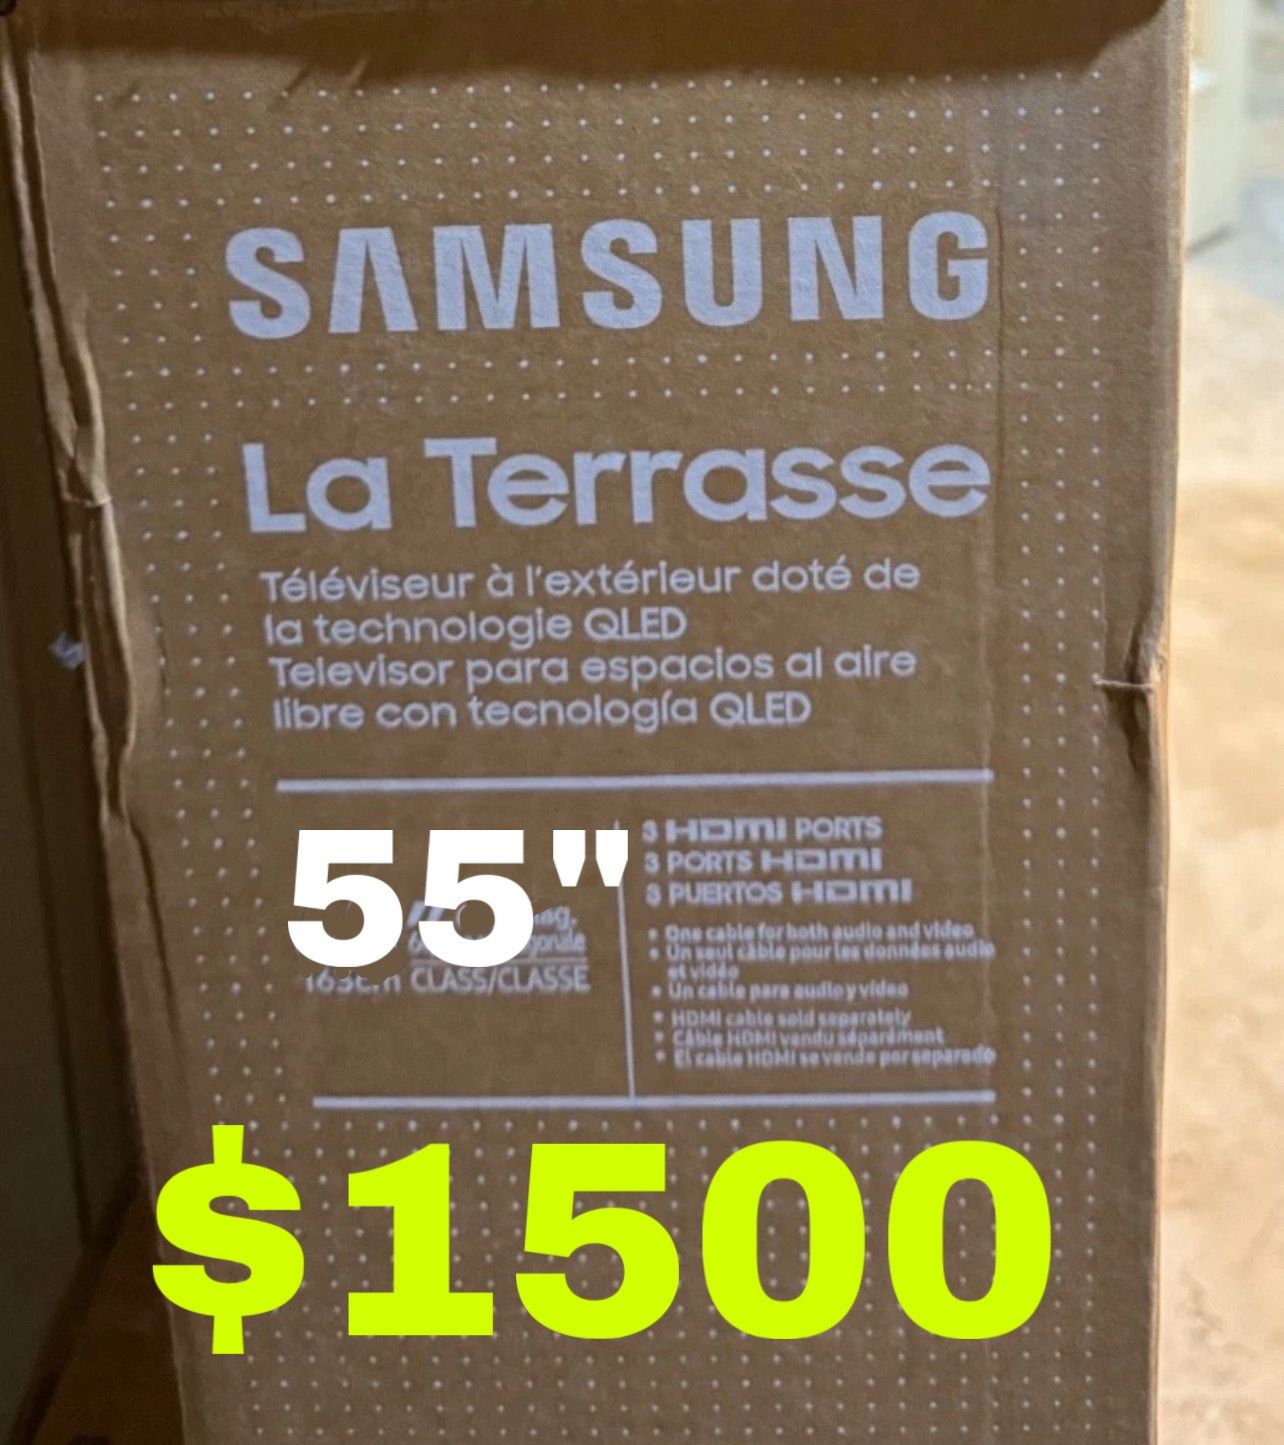 SAMSUNG
La Terrasse
Téléviseur à l'extérieur doté de
la technologie QLED
Televisor para espacios al aire
libre con tecnología QLED
55"
CLASS/CLASSE
3 HDMI PORTS
3 PORTS HDMI
3 PUERTOS HDMI
• One cable for both audio and video
• Un seul câble pour les données audio
et vidéo
• Un cable para audio y video
• HDMI cable sold separately
• Câble HDMI vendu séparément
• El cable HDMI se vende por separado
$1500